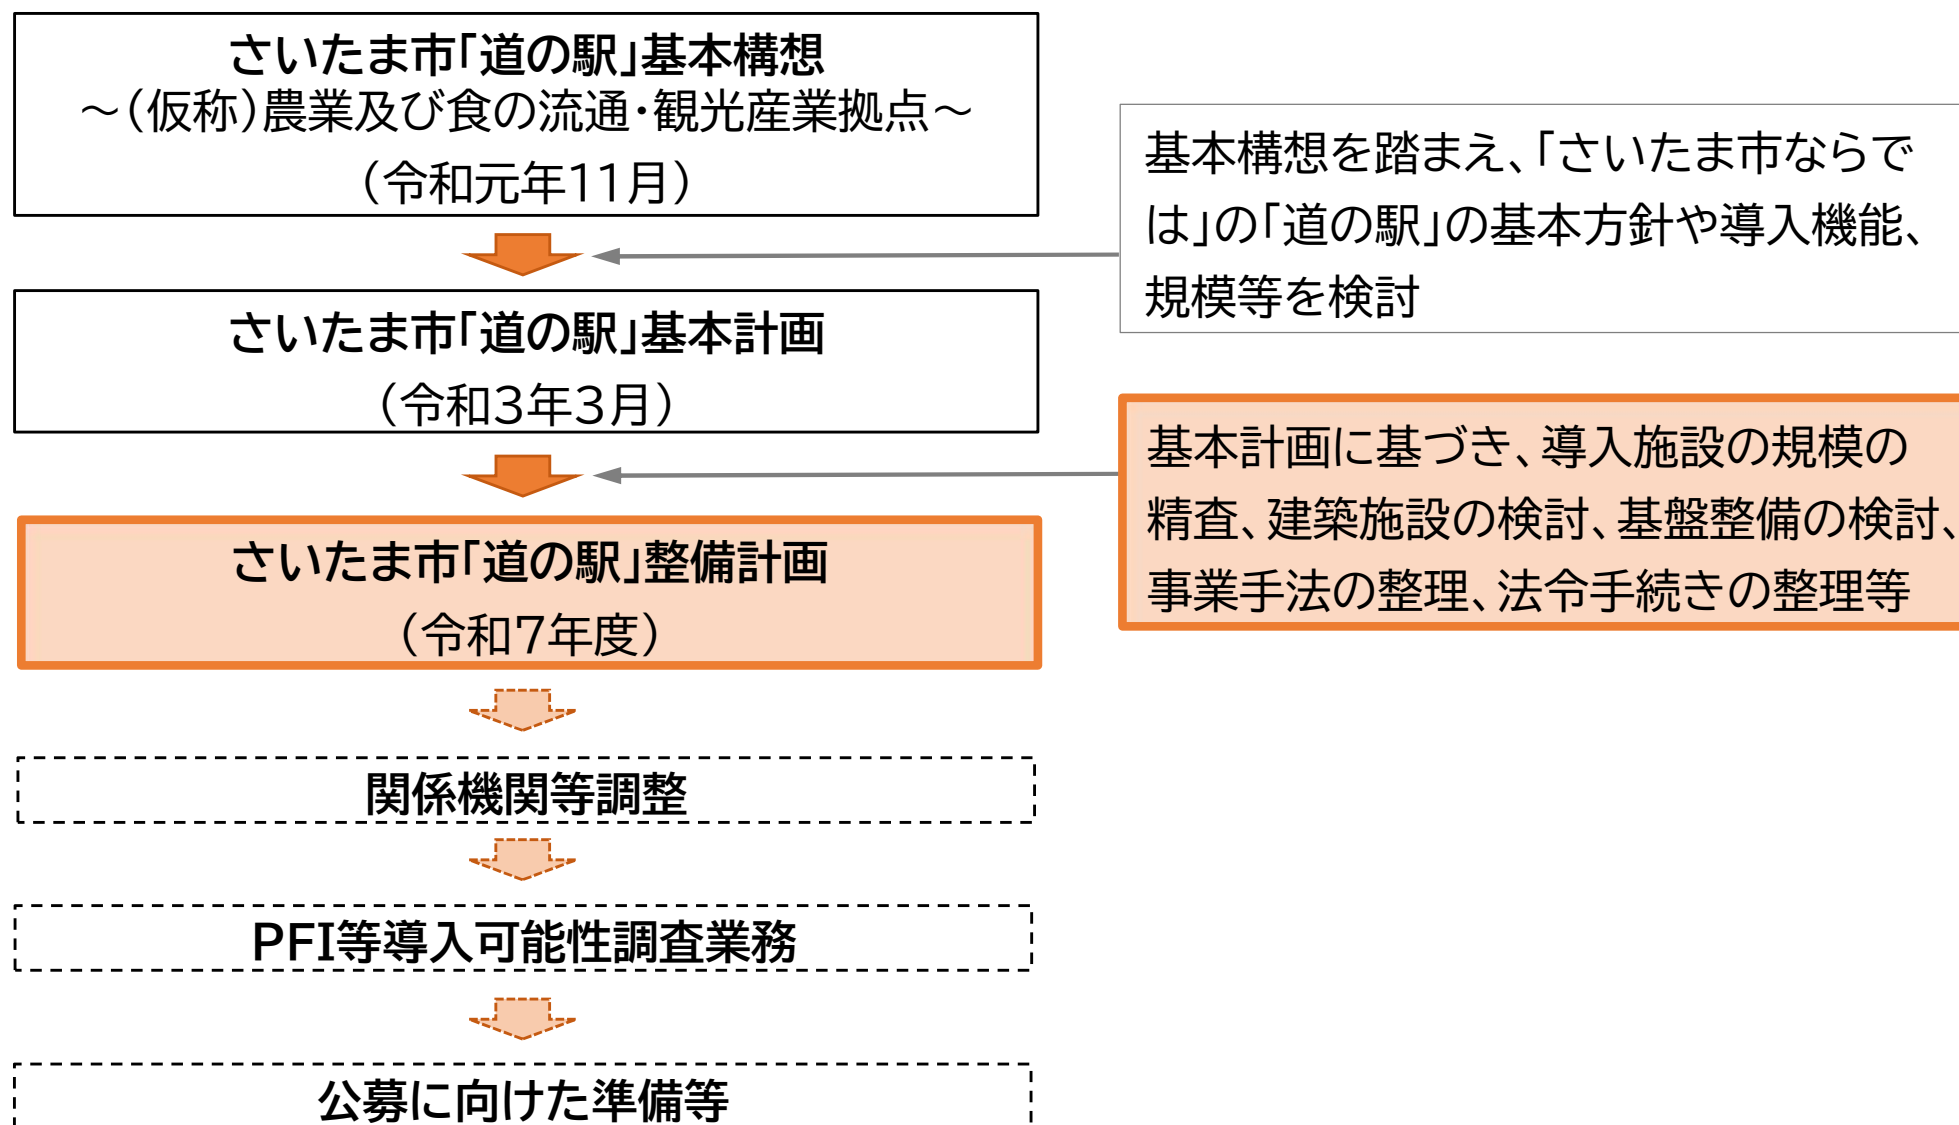 さいたま市「道の駅」基本構想
～（仮称）農業及び食の流通・観光産業拠点～
（令和元年11月）
基本構想を踏まえ、「さいたま市ならで
は」の「道の駅」の基本方針や導入機能、
規模等を検討
さいたま市「道の駅」基本計画
（令和3年3月）
基本計画に基づき、導入施設の規模の
精査、建築施設の検討、基盤整備の検討、
事業手法の整理、法令手続きの整理等
さいたま市「道の駅」整備計画
（令和7年度）
関係機関等調整
PFI等導入可能性調査業務
公募に向けた準備等